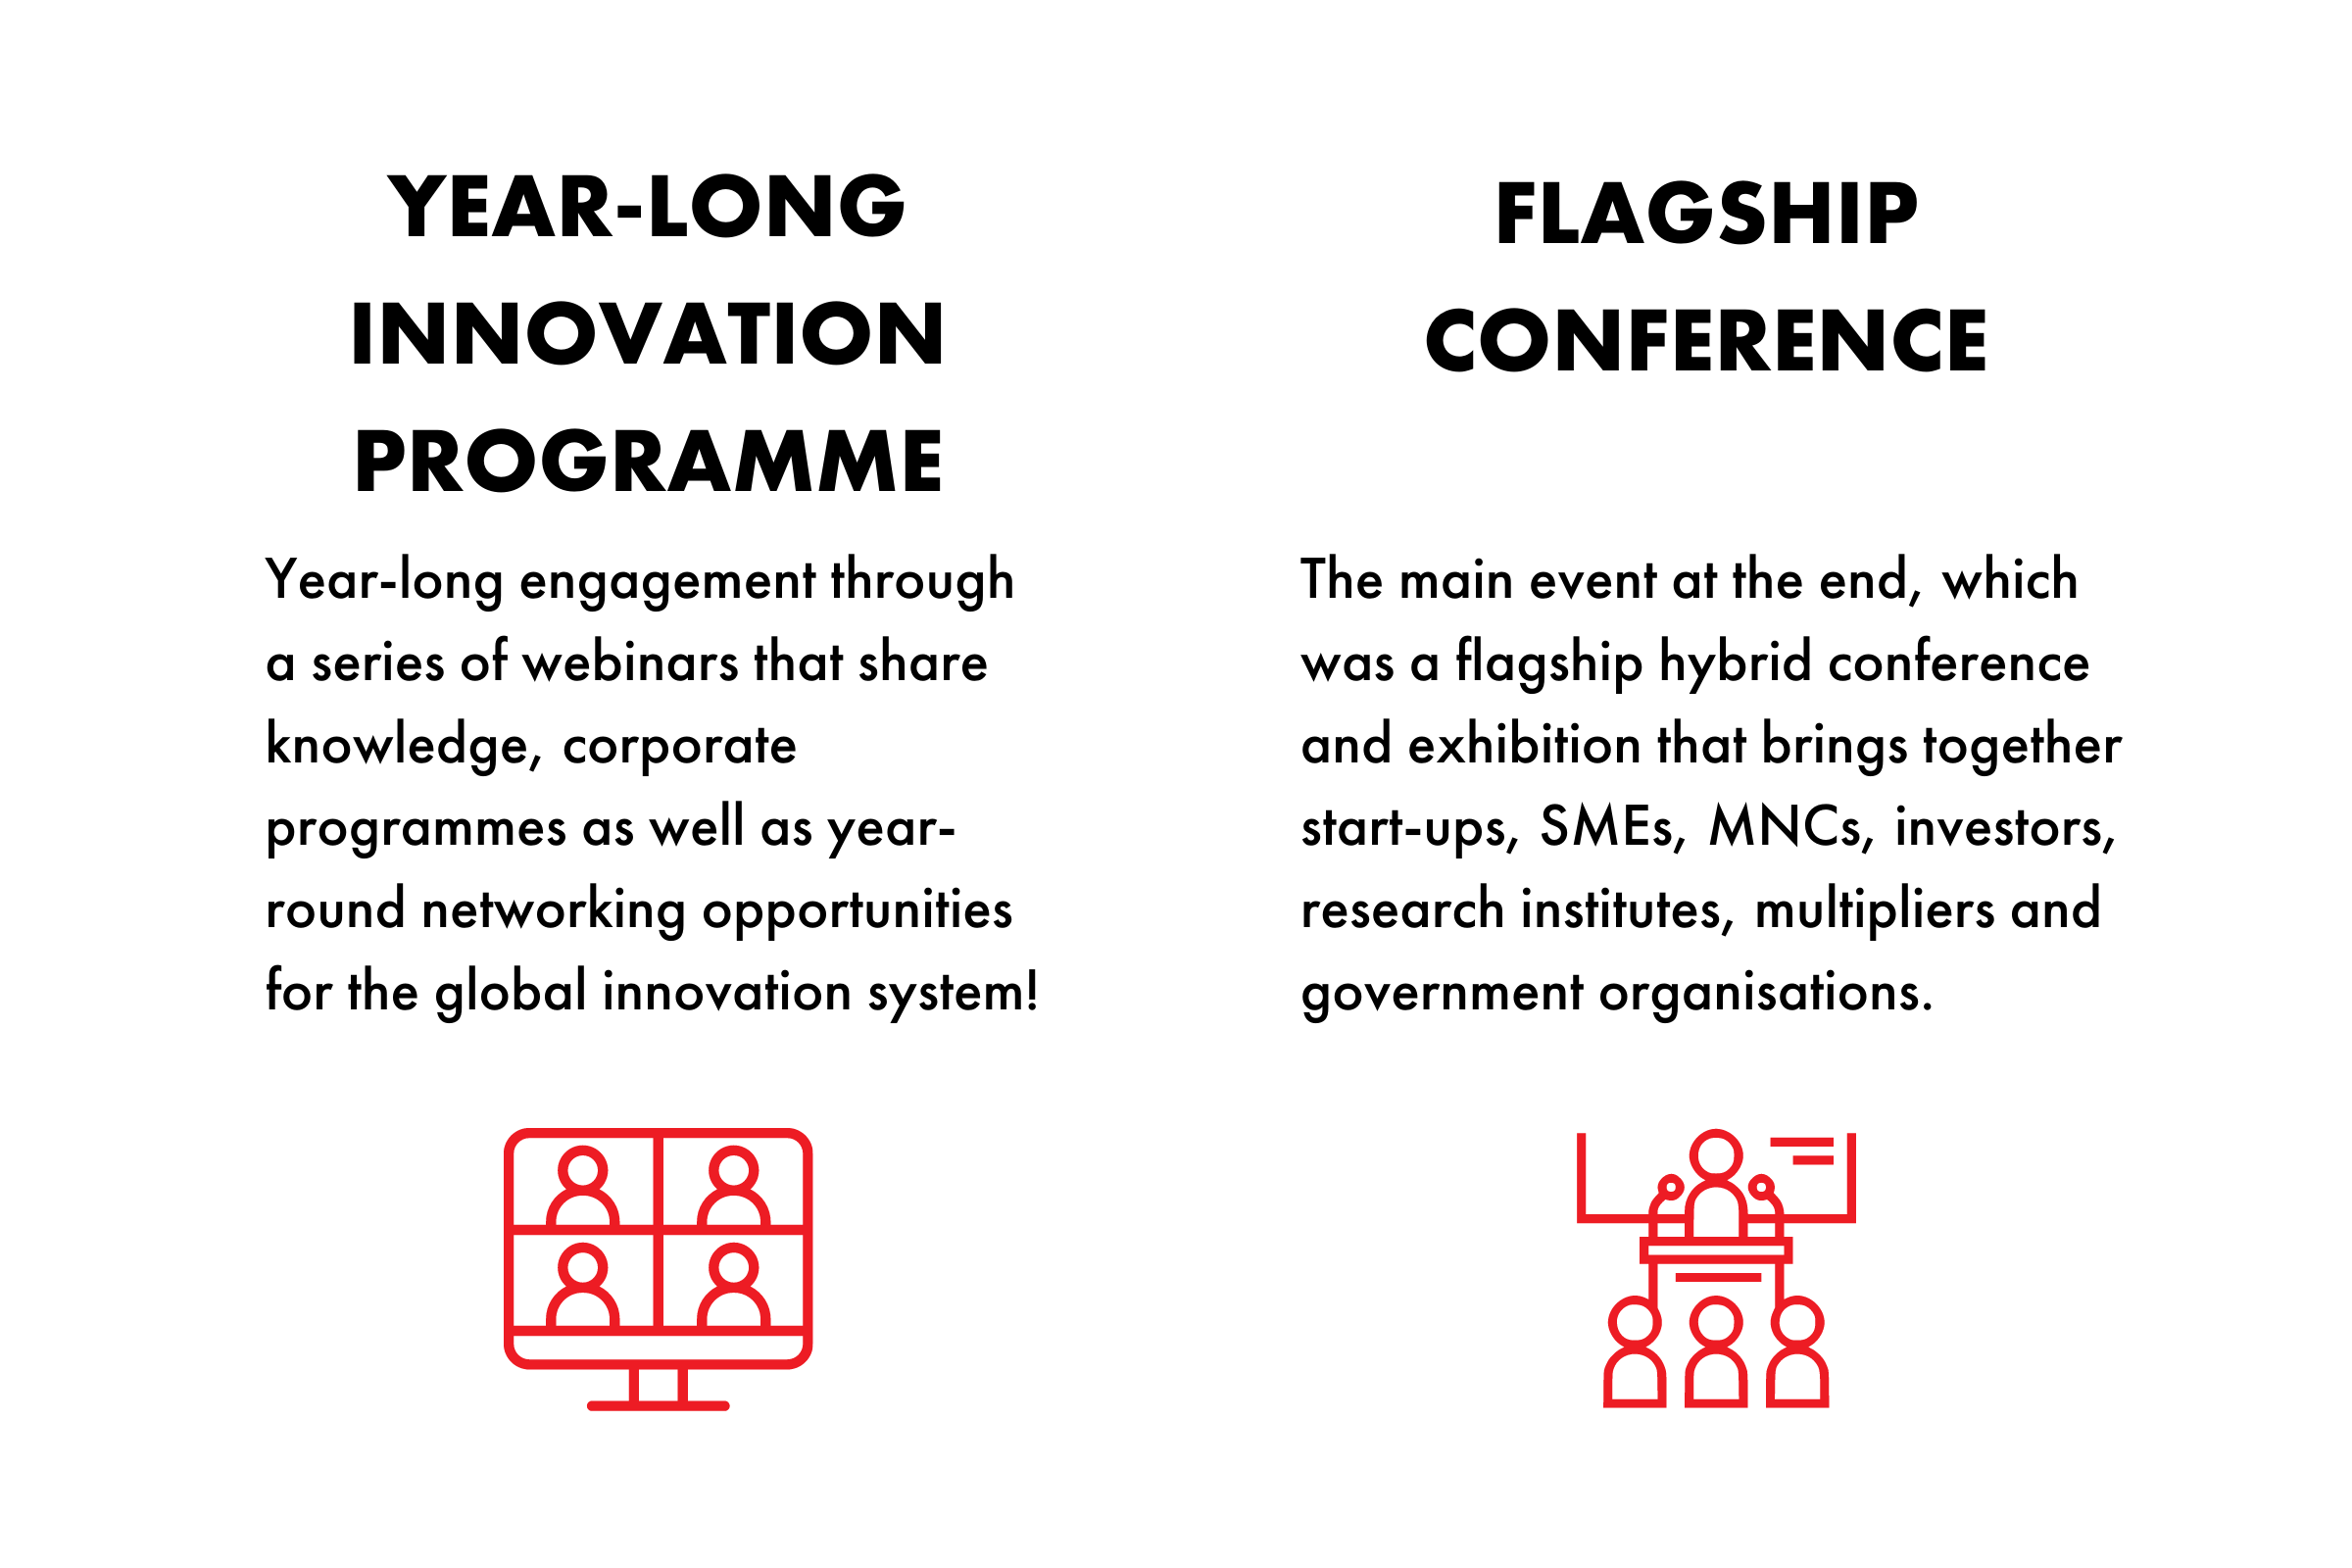 YEAR-LONG
INNOVATION
PROGRAMME
Year-long engagement through
a series of webinars that share
knowledge, corporate
programmes as well as year-
round networking opportunities
for the global innovation system!
FLAGSHIP
CONFERENCE
The main event at the end, which
was a flagship hybrid conference
and exhibition that brings together
start-ups, SMEs, MNCs, investors,
research institutes, multipliers and
government organisations.